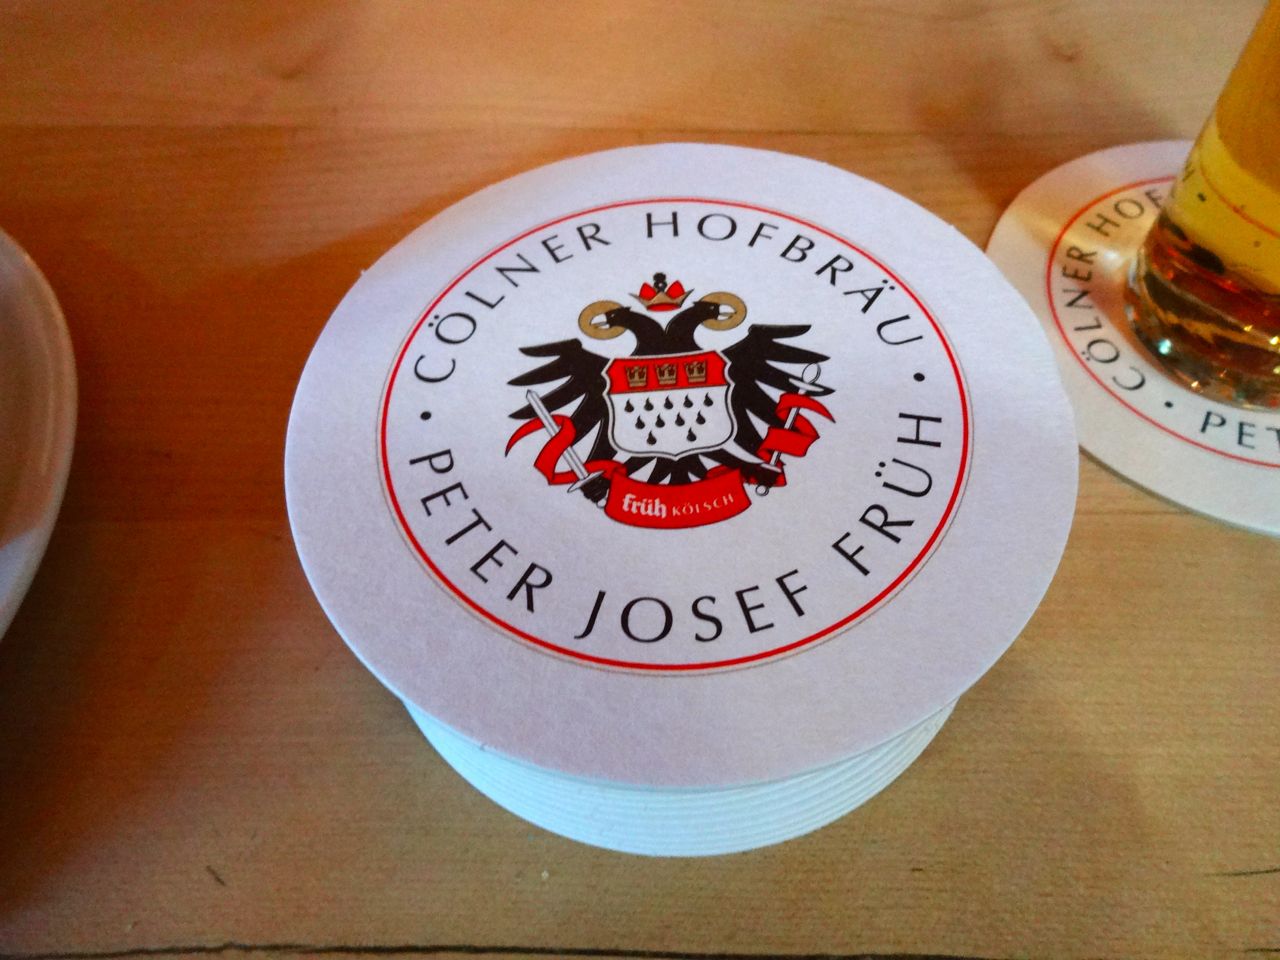 CÖLNER HOFBRÄU
• PETER JOSEF FRÜH •
früh KÖLSCH
CÖLNER HOF
• PET